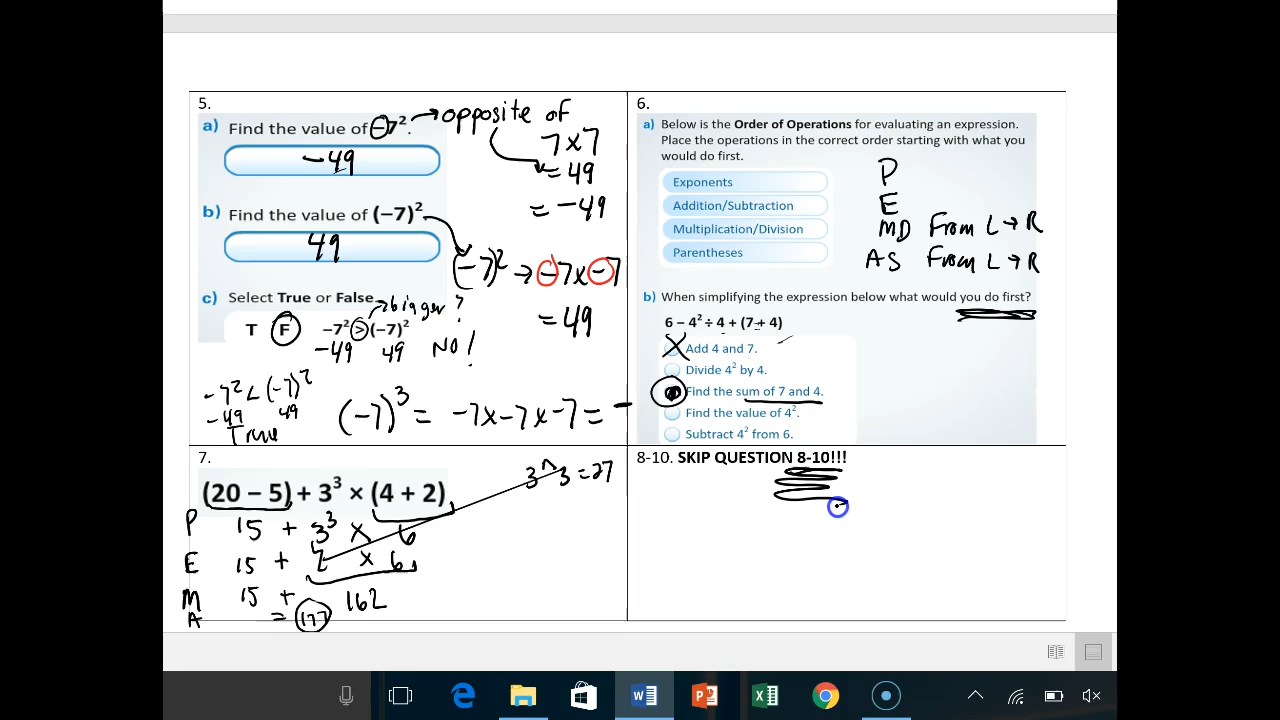 5.
a) Find the value of −7². → opposite of
7 x 7
= 49
= −49
−49
b) Find the value of (−7)²
49
(−7)² → −7 x −7
= 49
c) Select True or False. → bigger?
T F −7² > (−7)²
−49 49 NO!
−7² < (−7)²
−49 49
True
(−7)³ = −7x−7x−7 = −
6.
a) Below is the Order of Operations for evaluating an expression.
Place the operations in the correct order starting with what you
would do first.
Exponents
Addition/Subtraction
Multiplication/Division
Parentheses
P
E
MD From L → R
AS From L → R
b) When simplifying the expression below what would you do first?
6 − 4² ÷ 4 + (7 + 4)
X Add 4 and 7.
Divide 4² by 4.
Find the sum of 7 and 4.
Find the value of 4².
Subtract 4² from 6.
7.
3^3 = 27
(20 − 5) + 3³ × (4 + 2)
P 15 + 3³ x 6
E 15 + x 6
M 15 + 162
A = 177
8-10. SKIP QUESTION 8-10!!!